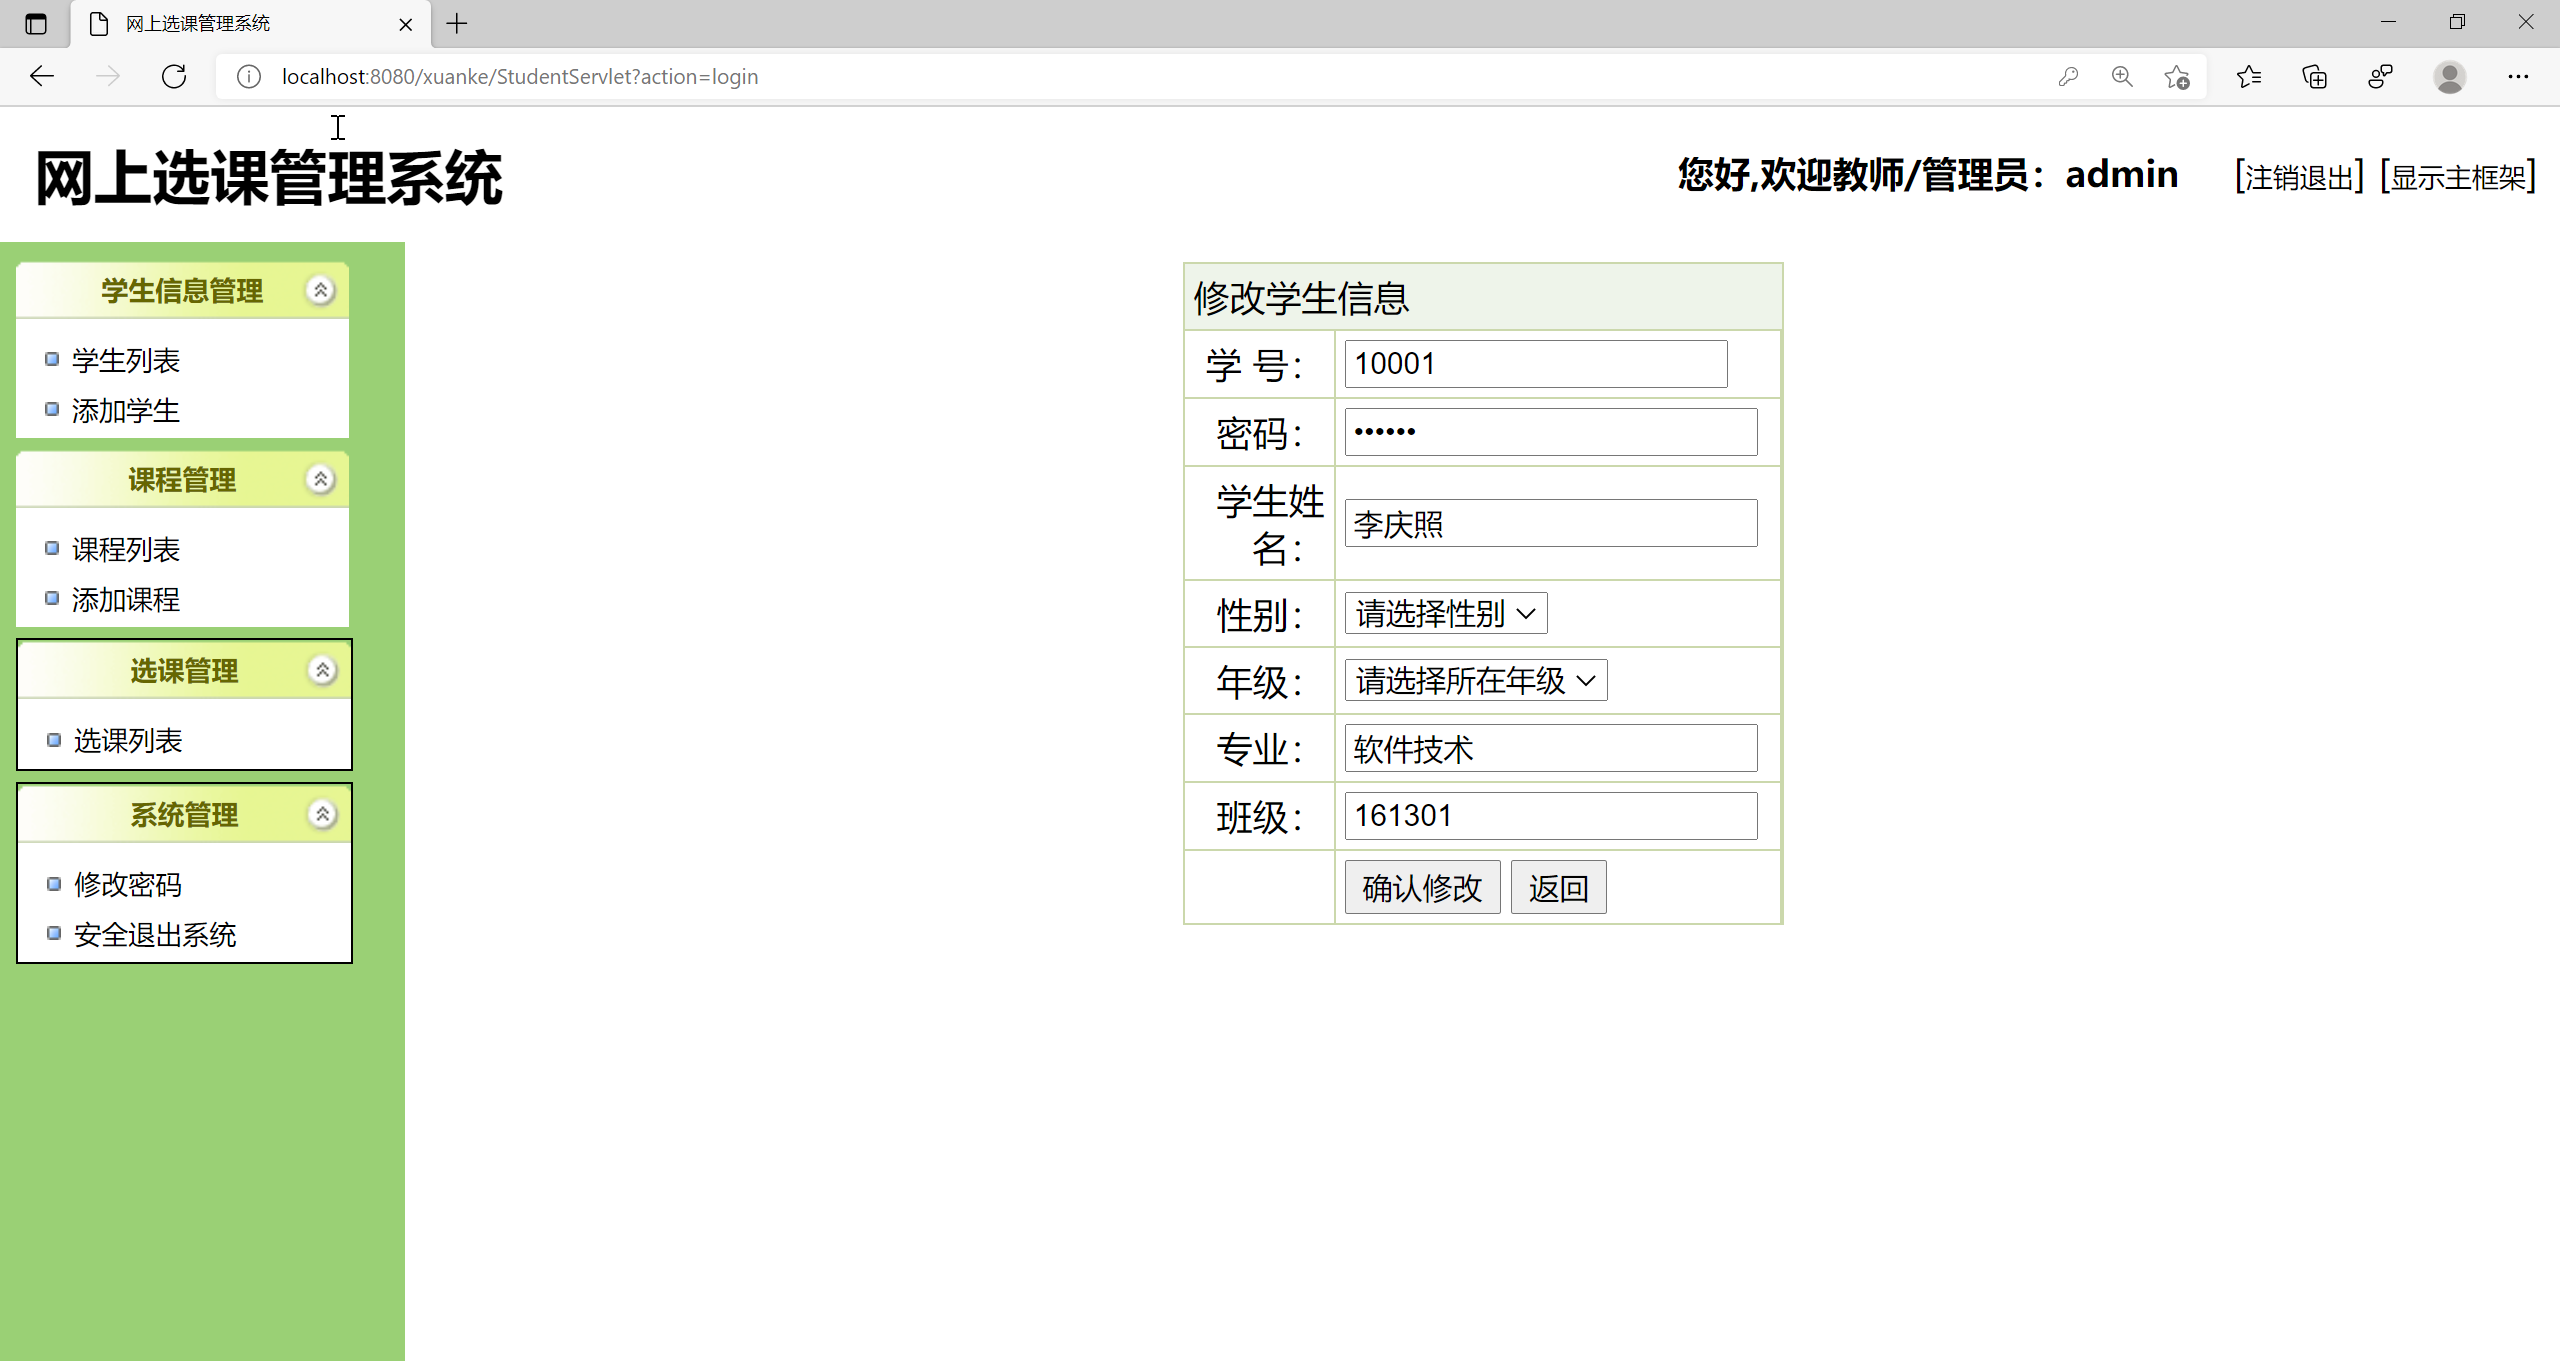 网上选课管理系统
localhost:8080/xuanke/StudentServlet?action=login
网上选课管理系统
您好,欢迎教师/管理员：admin [注销退出] [显示主框架]
学生信息管理
学生列表
添加学生
课程管理
课程列表
添加课程
选课管理
选课列表
系统管理
修改密码
安全退出系统
修改学生信息
学 号： 10001
密码： ••••••
学生姓
名： 李庆照
性别： 请选择性别
年级： 请选择所在年级
专业： 软件技术
班级： 161301
确认修改 返回